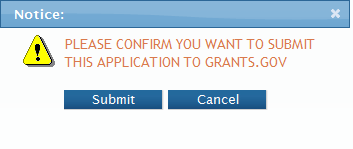 Notice:
PLEASE CONFIRM YOU WANT TO SUBMIT
THIS APPLICATION TO GRANTS.GOV
Submit Cancel